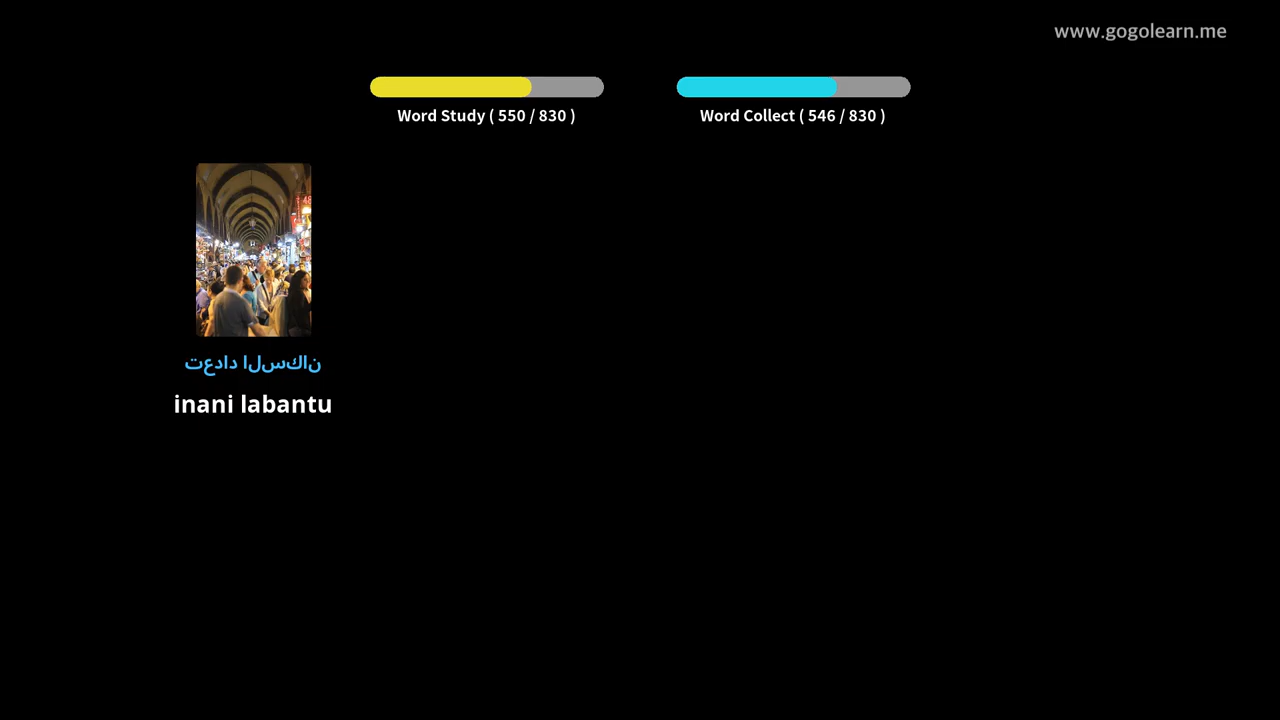 www.gogolearn.me
Word Study ( 550 / 830 )
Word Collect ( 546 / 830 )
تعداد السكان
inani labantu